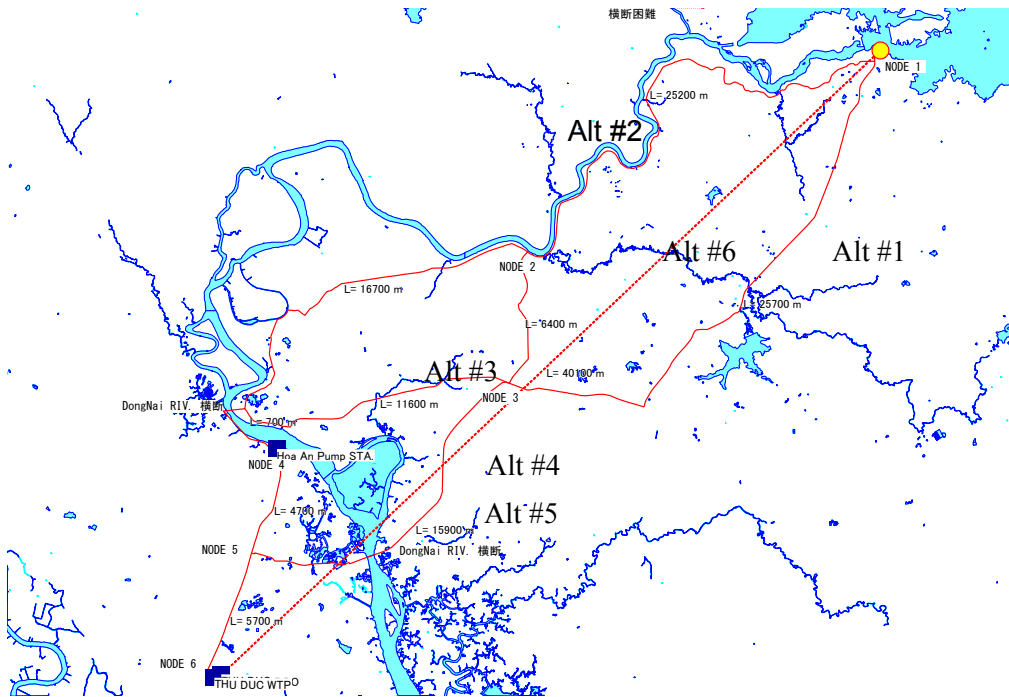 横断困難
NODE 1
L= 25200 m
Alt #2
Alt #6
Alt #1
NODE 2
L= 16700 m
L= 25700 m
L= 6400 m
Alt #3
L= 40100 m
NODE 3
DongNai RIV. 横断
L= 11600 m
L= 700 m
Hoa An Pump STA.
NODE 4
Alt #4
L= 4700 m
Alt #5
L= 15900 m
NODE 5
DongNai RIV. 横断
L= 5700 m
NODE 6
THU DUC WTP